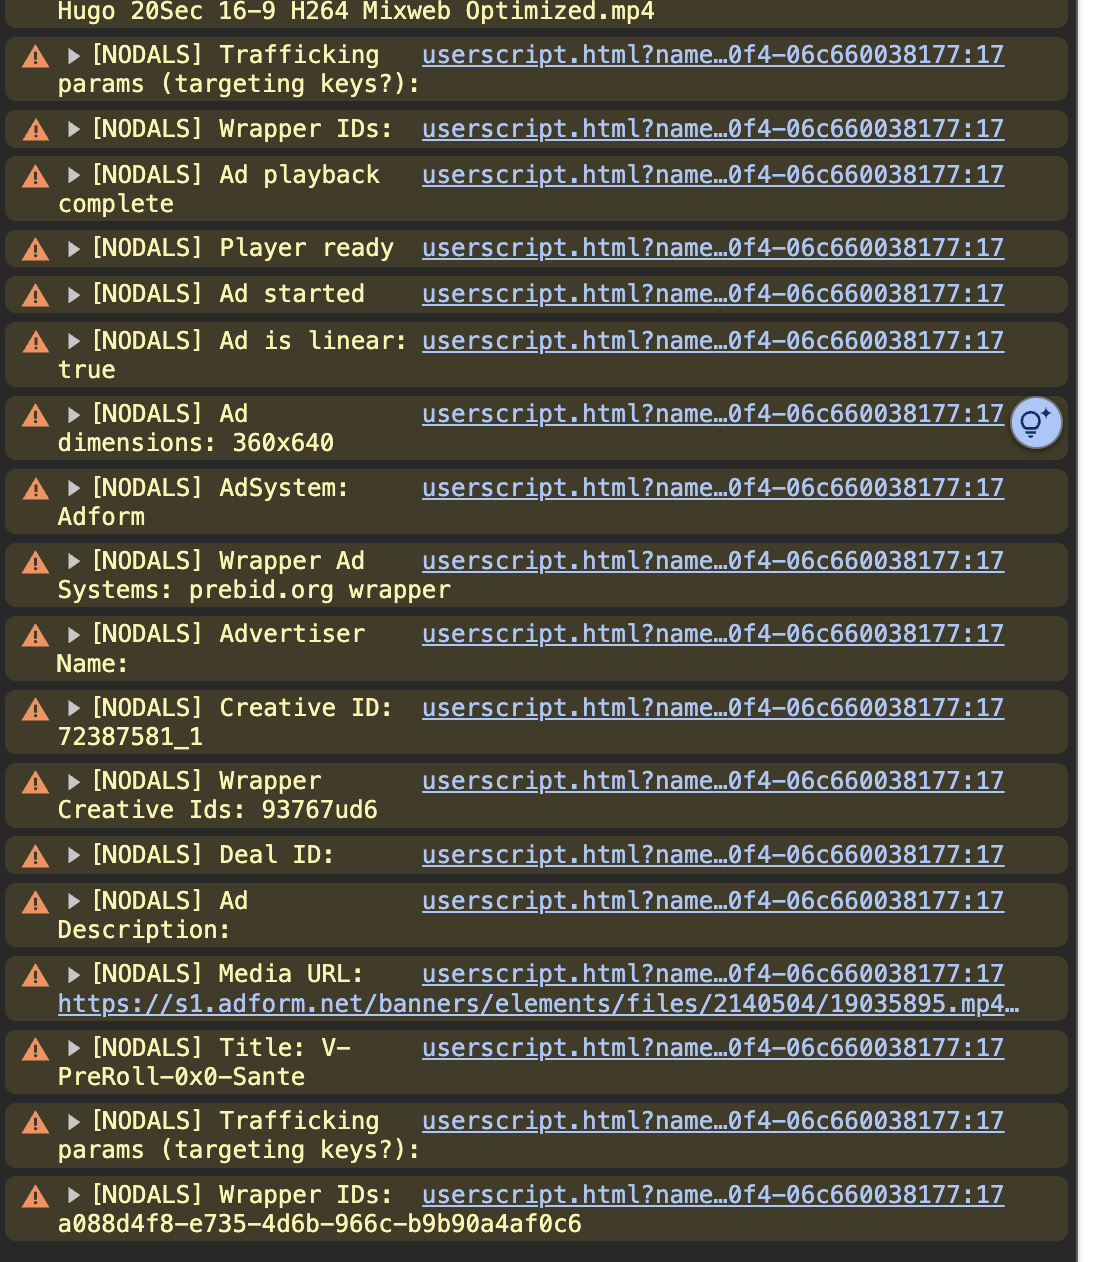 Hugo 20Sec 16-9 H264 Mixweb Optimized.mp4
[NODALS] Trafficking userscript.html?name…0f4-06c660038177:17
params (targeting keys?):
[NODALS] Wrapper IDs: userscript.html?name…0f4-06c660038177:17
[NODALS] Ad playback userscript.html?name…0f4-06c660038177:17
complete
[NODALS] Player ready userscript.html?name…0f4-06c660038177:17
[NODALS] Ad started userscript.html?name…0f4-06c660038177:17
[NODALS] Ad is linear: userscript.html?name…0f4-06c660038177:17
true
[NODALS] Ad userscript.html?name…0f4-06c660038177:17
dimensions: 360x640
[NODALS] AdSystem: userscript.html?name…0f4-06c660038177:17
Adform
[NODALS] Wrapper Ad userscript.html?name…0f4-06c660038177:17
Systems: prebid.org wrapper
[NODALS] Advertiser userscript.html?name…0f4-06c660038177:17
Name:
[NODALS] Creative ID: userscript.html?name…0f4-06c660038177:17
72387581_1
[NODALS] Wrapper userscript.html?name…0f4-06c660038177:17
Creative Ids: 93767ud6
[NODALS] Deal ID: userscript.html?name…0f4-06c660038177:17
[NODALS] Ad userscript.html?name…0f4-06c660038177:17
Description:
[NODALS] Media URL: userscript.html?name…0f4-06c660038177:17
https://s1.adform.net/banners/elements/files/2140504/19035895.mp4…
[NODALS] Title: V- userscript.html?name…0f4-06c660038177:17
PreRoll-0x0-Sante
[NODALS] Trafficking userscript.html?name…0f4-06c660038177:17
params (targeting keys?):
[NODALS] Wrapper IDs: userscript.html?name…0f4-06c660038177:17
a088d4f8-e735-4d6b-966c-b9b90a4af0c6